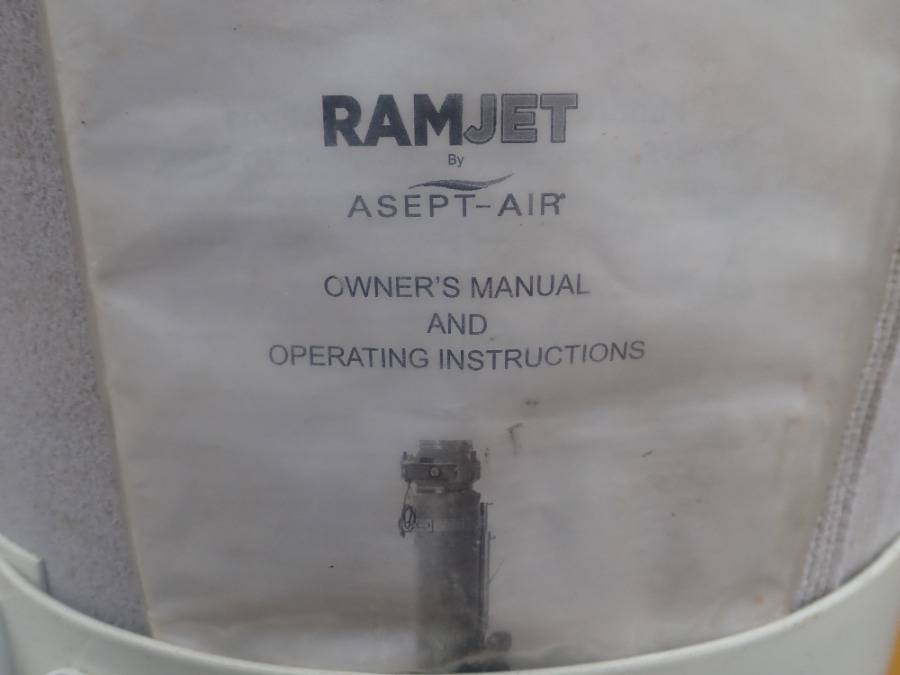 RAMJET
By
ASEPT-AIR®
OWNER'S MANUAL
AND
OPERATING INSTRUCTIONS